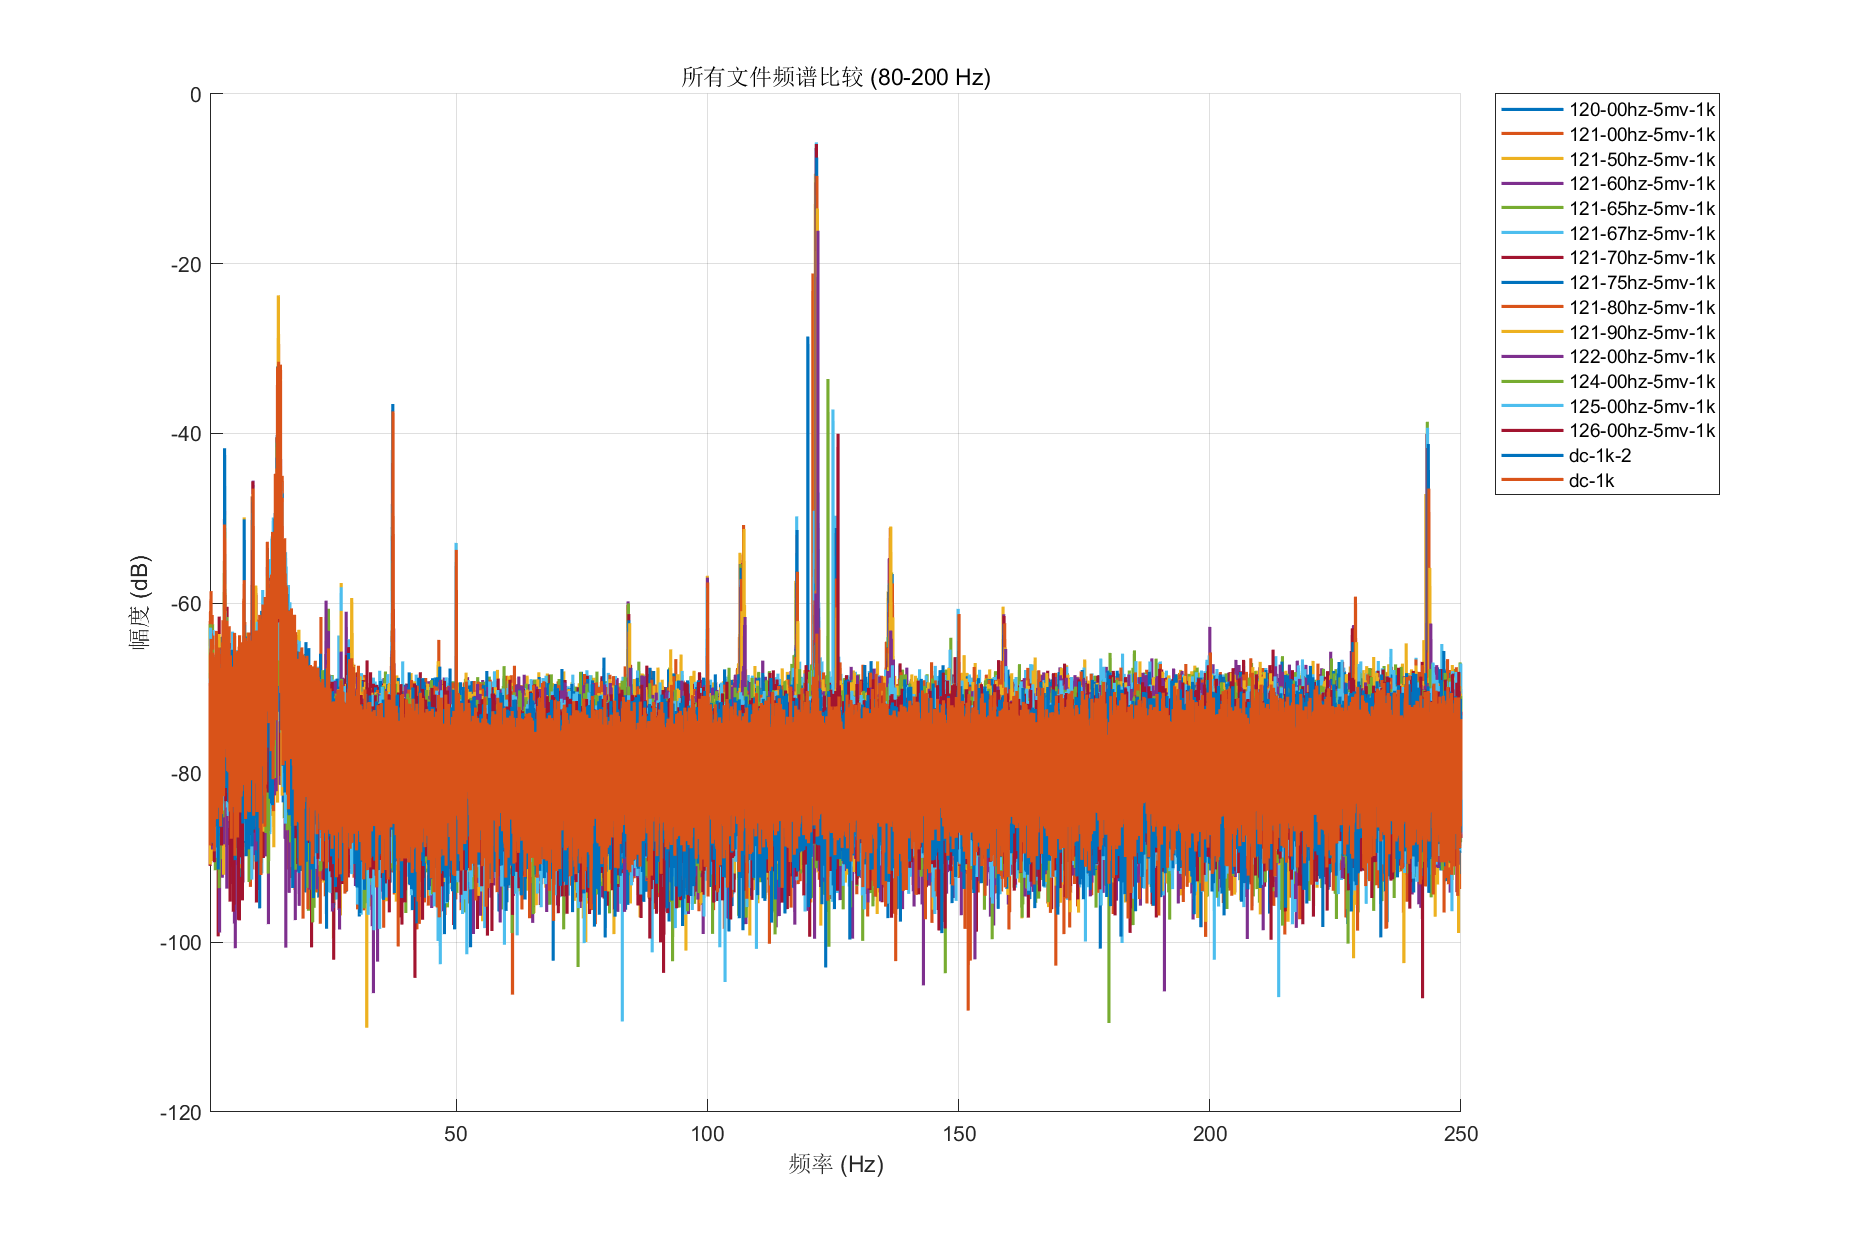 所有文件频谱比较 (80-200 Hz)
0
-20
-40
-60
-80
-100
-120
幅度 (dB)
50
100
150
200
250
频率 (Hz)
120-00hz-5mv-1k
121-00hz-5mv-1k
121-50hz-5mv-1k
121-60hz-5mv-1k
121-65hz-5mv-1k
121-67hz-5mv-1k
121-70hz-5mv-1k
121-75hz-5mv-1k
121-80hz-5mv-1k
121-90hz-5mv-1k
122-00hz-5mv-1k
124-00hz-5mv-1k
125-00hz-5mv-1k
126-00hz-5mv-1k
dc-1k-2
dc-1k